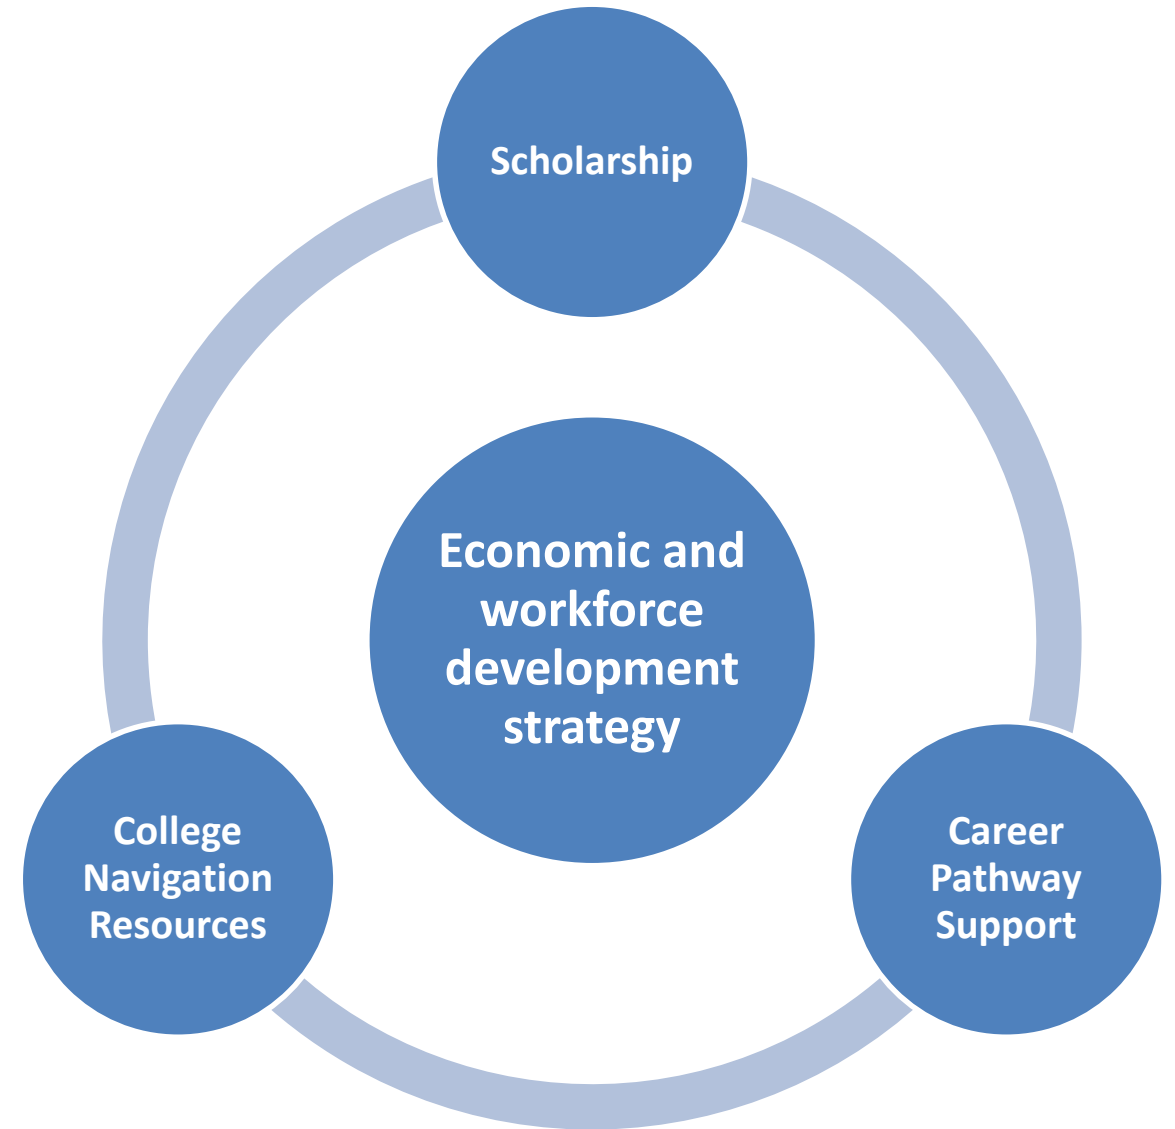 Scholarship
Economic and
workforce
development
strategy
College
Navigation
Resources
Career
Pathway
Support